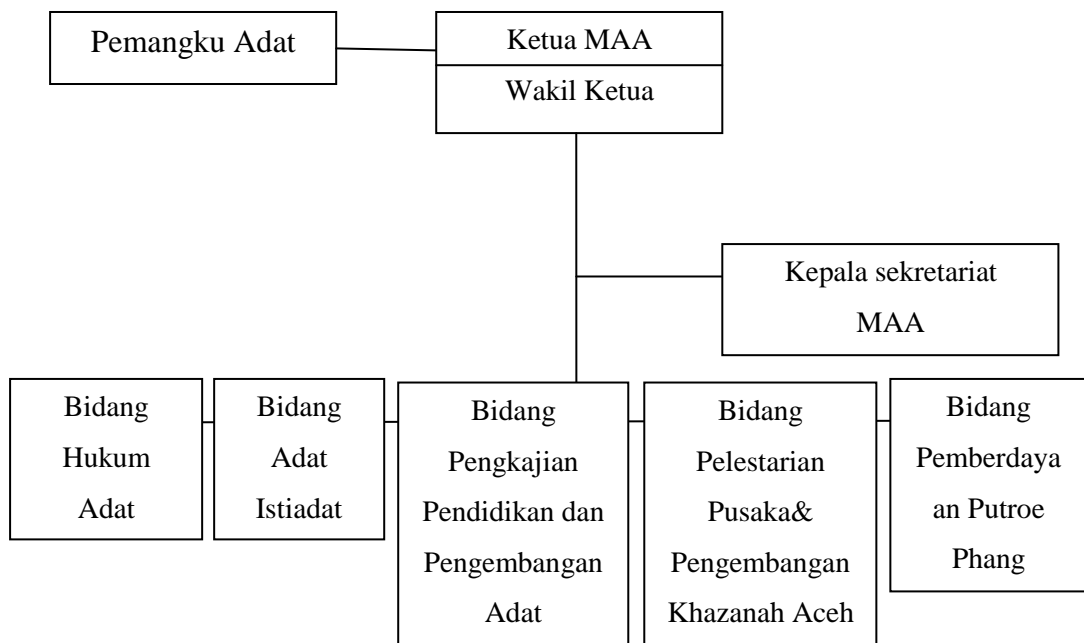 Pemangku Adat
Ketua MAA
Wakil Ketua
Kepala sekretariat
MAA
Bidang
Hukum
Adat
Bidang
Adat
Istiadat
Bidang
Pengkajian
Pendidikan dan
Pengembangan
Adat
Bidang
Pelestarian
Pusaka&
Pengembangan
Khazanah Aceh
Bidang
Pemberdaya
an Putroe
Phang